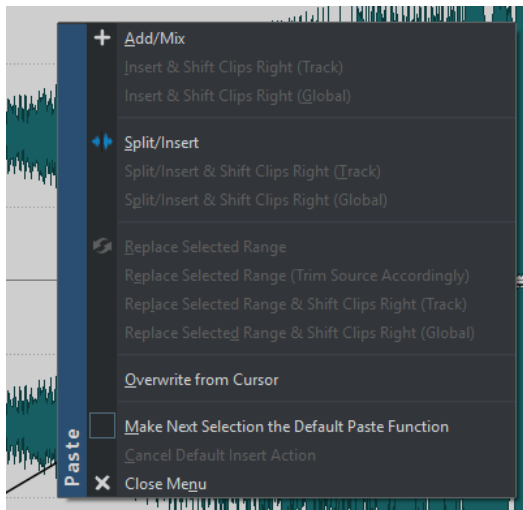 Add/Mix
Insert & Shift Clips Right (Track)
Insert & Shift Clips Right (Global)
Split/Insert
Split/Insert & Shift Clips Right (Track)
Split/Insert & Shift Clips Right (Global)
Replace Selected Range
Replace Selected Range (Trim Source Accordingly)
Replace Selected Range & Shift Clips Right (Track)
Replace Selected Range & Shift Clips Right (Global)
Overwrite from Cursor
Make Next Selection the Default Paste Function
Cancel Default Insert Action
Close Menu
Paste